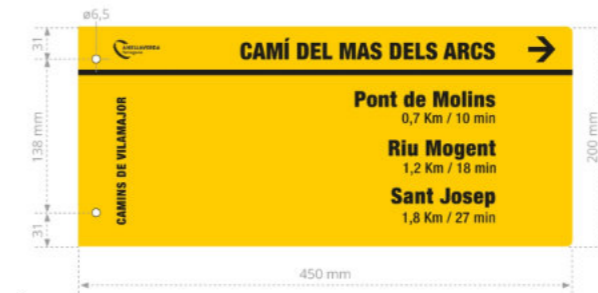 ø6,5
31
138 mm
31
CAMÍ DEL MAS DELS ARCS
CAMINS DE VILAMAJOR
Pont de Molins
0,7 Km / 10 min
Riu Mogent
1,2 Km / 18 min
Sant Josep
1,8 Km / 27 min
200 mm
450 mm